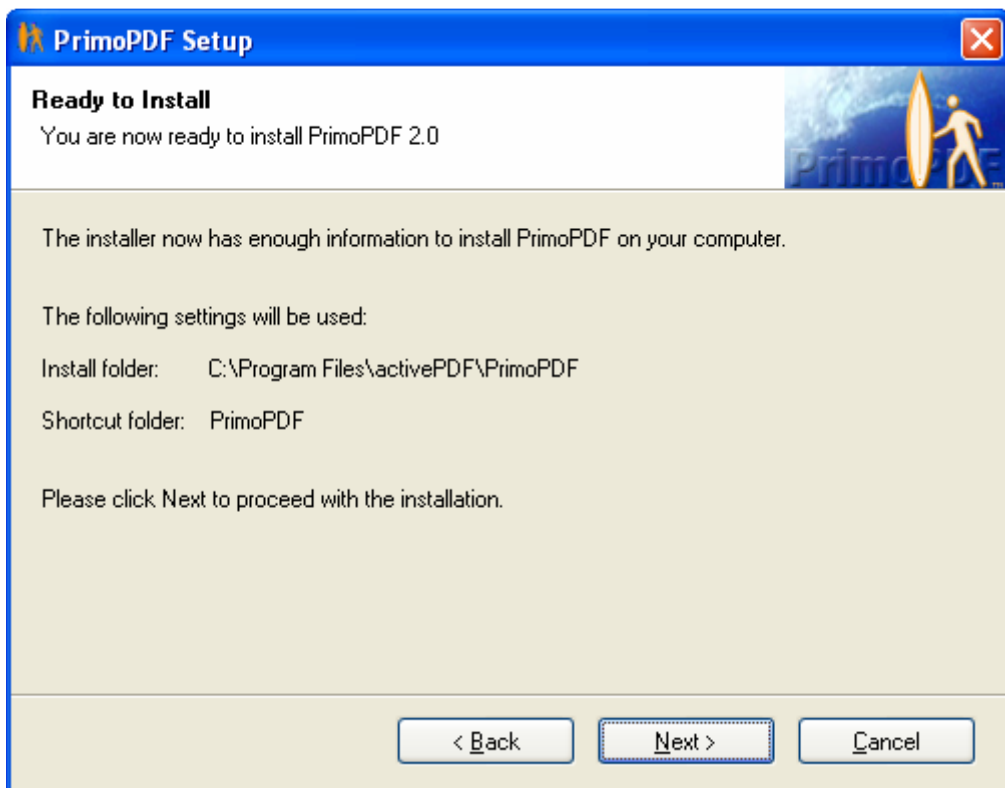 PrimoPDF Setup
Ready to Install
You are now ready to install PrimoPDF 2.0
PrimoPDF
The installer now has enough information to install PrimoPDF on your computer.
The following settings will be used:
Install folder: C:\Program Files\activePDF\PrimoPDF
Shortcut folder: PrimoPDF
Please click Next to proceed with the installation.
< Back Next > Cancel